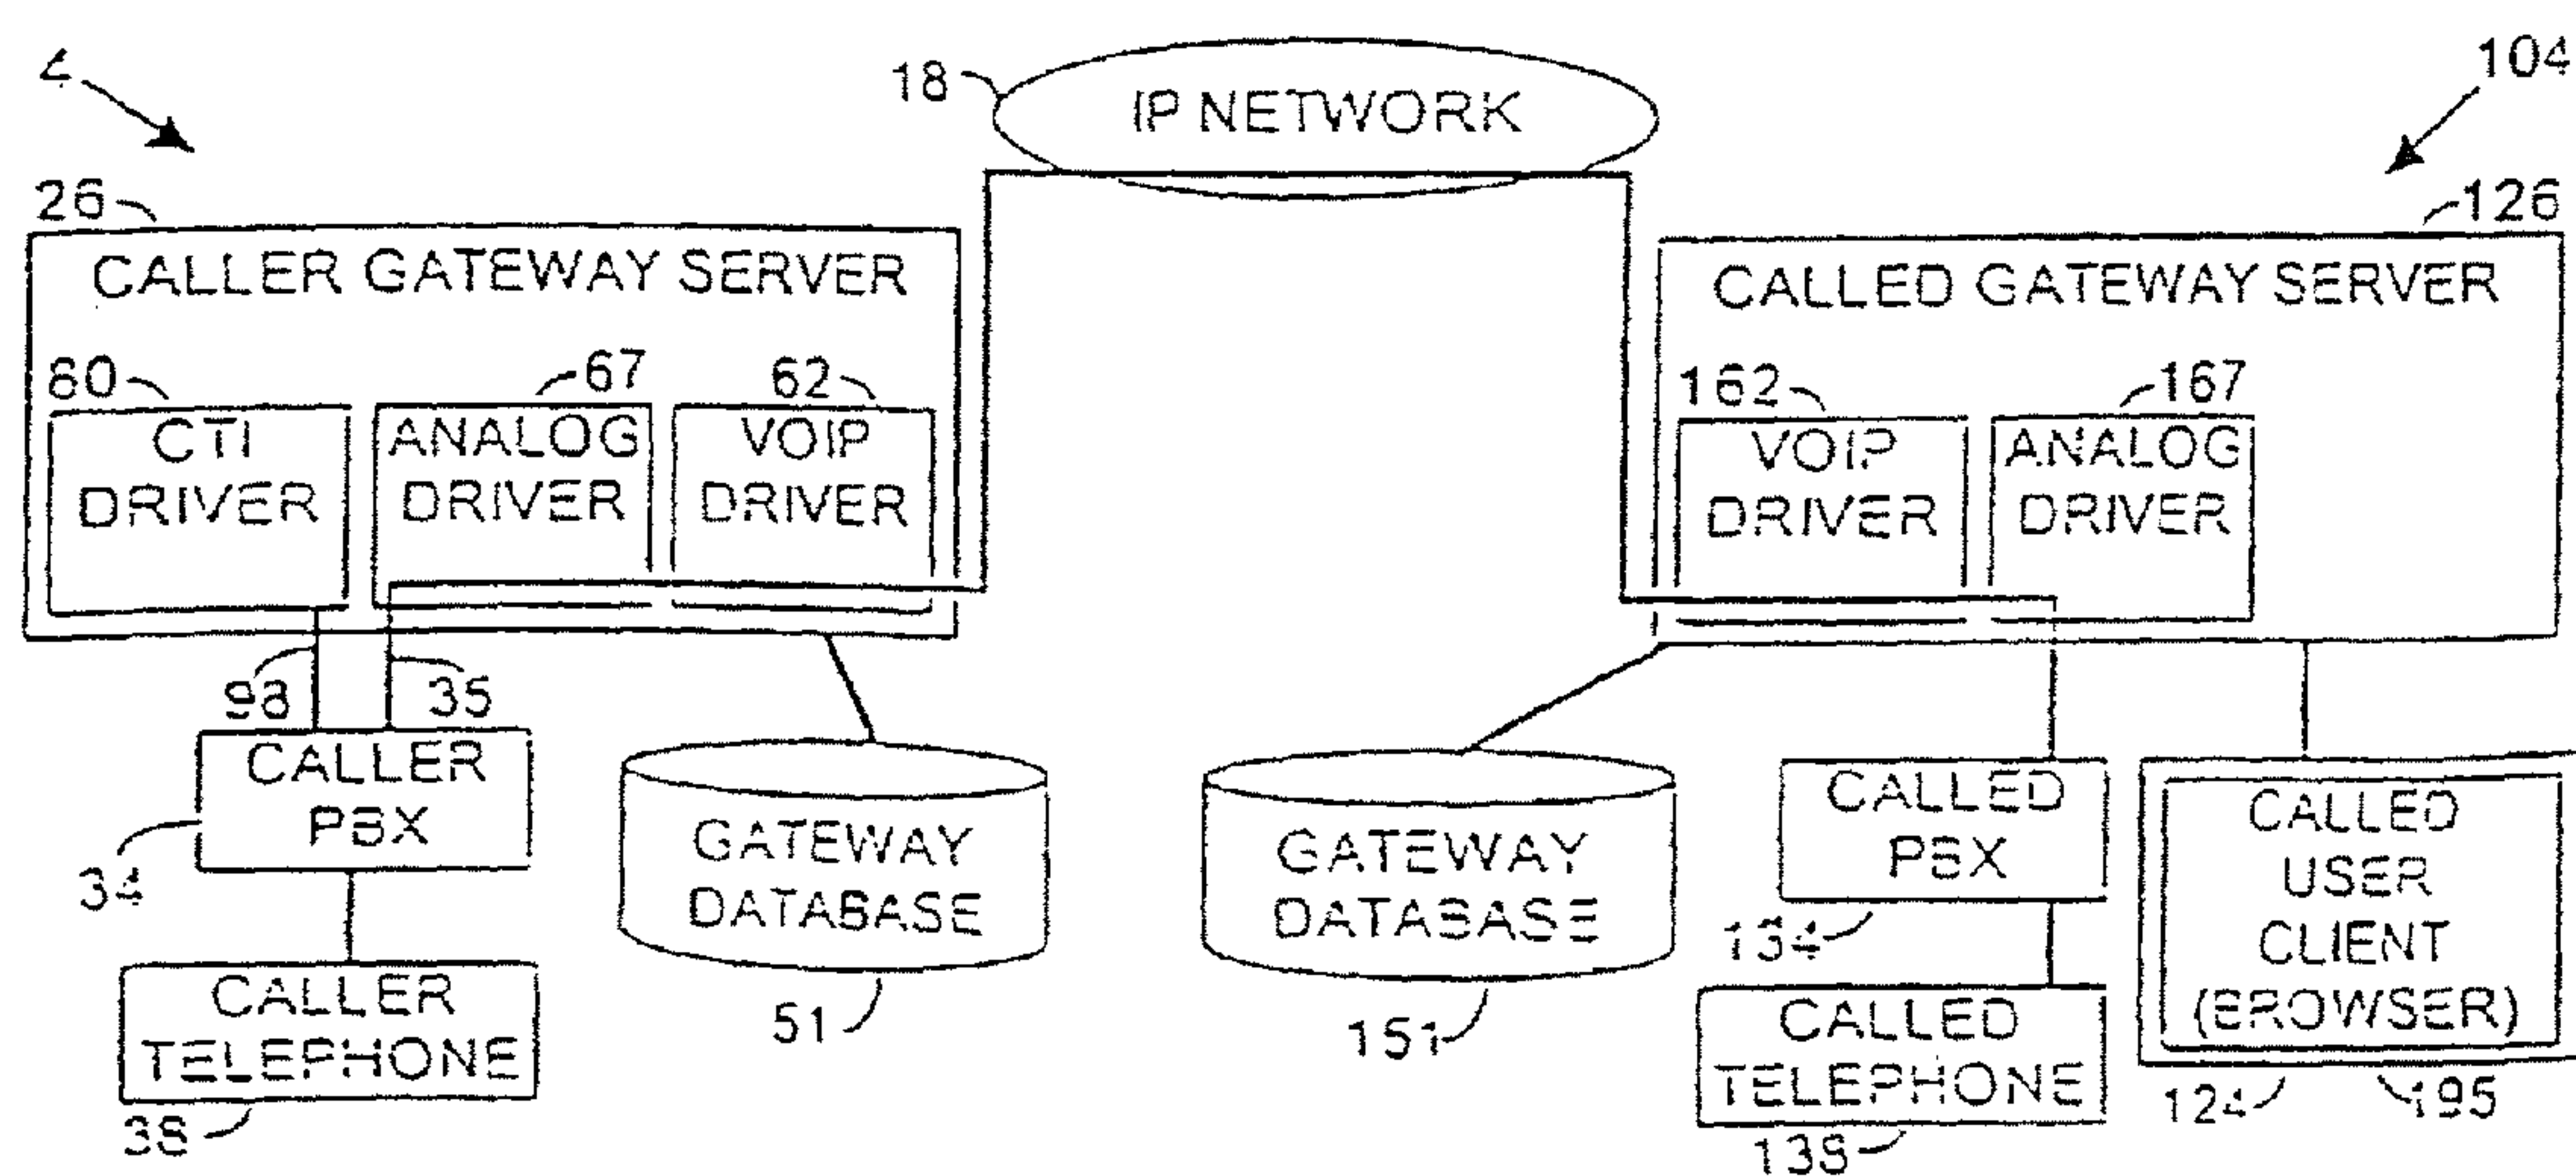 4
18
IP NETWORK
104
26
CALLER GATEWAY SERVER
126
CALLED GATEWAY SERVER
60
CTI
DRIVER
67
ANALOG
DRIVER
62
VOIP
DRIVER
162
VOIP
DRIVER
167
ANALOG
DRIVER
98
35
CALLER
PBX
34
CALLER
TELEPHONE
38
GATEWAY
DATABASE
51
GATEWAY
DATABASE
151
CALLED
PBX
134
CALLED
TELEPHONE
138
CALLED
USER
CLIENT
(BROWSER)
124
195